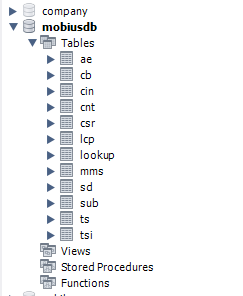 company
mobiusdb
Tables
ae
cb
cin
cnt
csr
lcp
lookup
mms
sd
sub
ts
tsi
Views
Stored Procedures
Functions